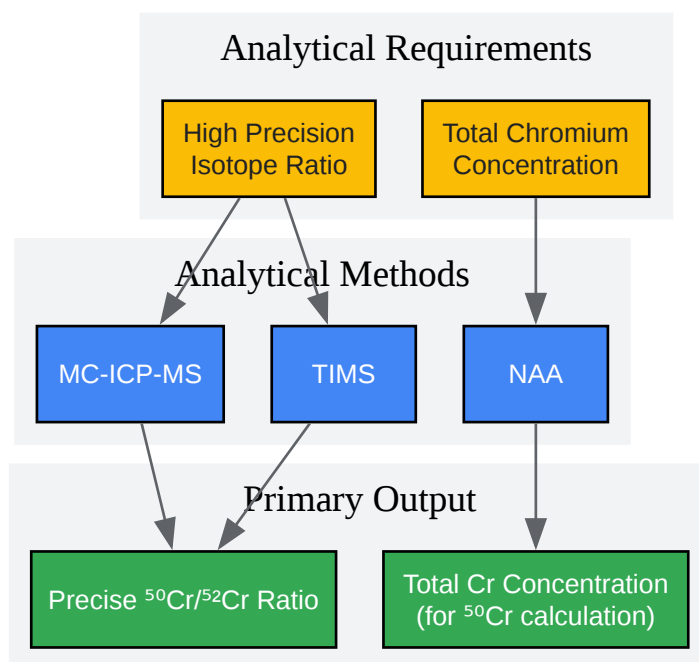 Analytical Requirements
High Precision
Isotope Ratio
Total Chromium
Concentration
Analytical Methods
MC-ICP-MS
TIMS
NAA
Primary Output
Precise ⁵⁰Cr/⁵²Cr Ratio
Total Cr Concentration
(for ⁵⁰Cr calculation)